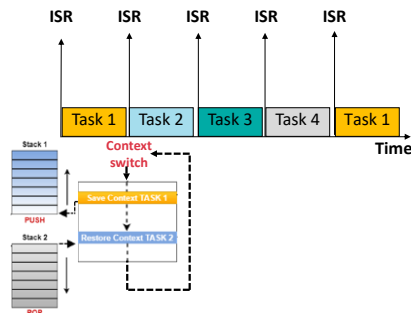 ISR ISR ISR ISR ISR
Task 1 Task 2 Task 3 Task 4 Task 1
Time
Context
switch
Stack 1
PUSH
Save Context TASK 1
Stack 2
Restore Context TASK 2
POP